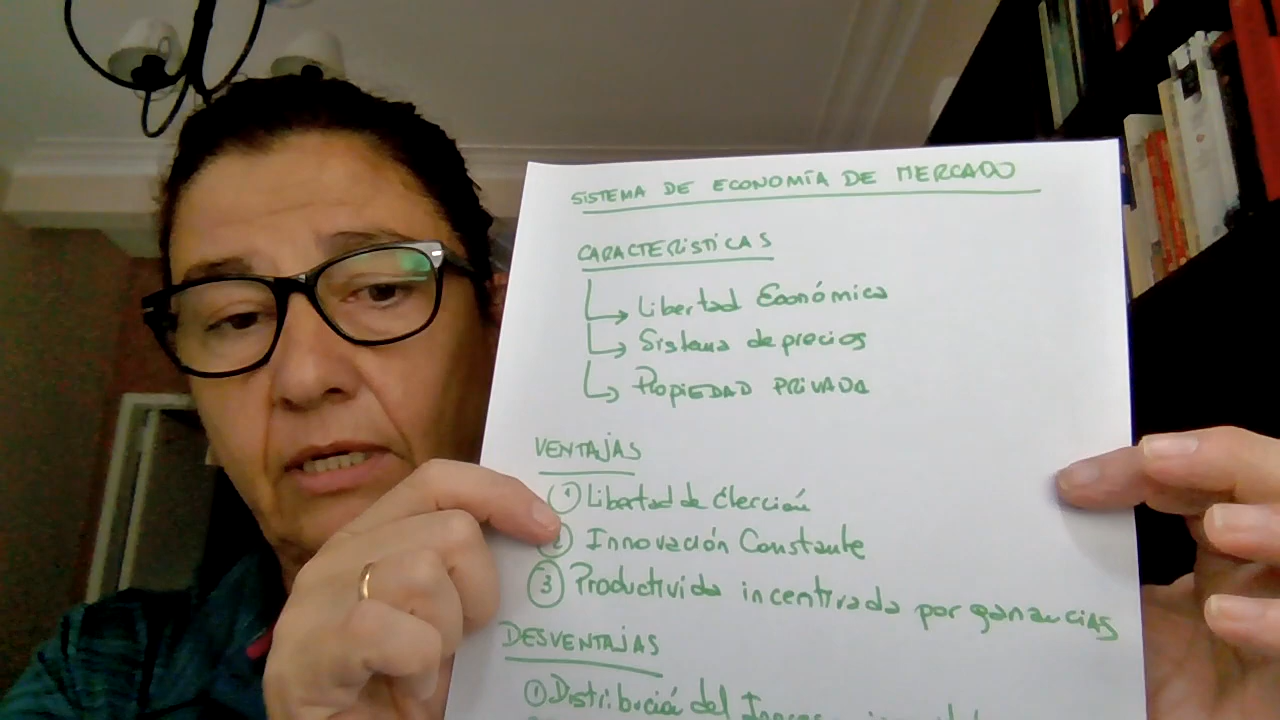 SISTEMA DE ECONOMÍA DE MERCADO
CARACTERÍSTICAS
Libertad Económica
Sistema de precios
PROPIEDAD PRIVADA
VENTAJAS
1 Libertad de Elección
2 Innovación Constante
3 Productivida incentivada por ganancias
DESVENTAJAS
1 Distribución del